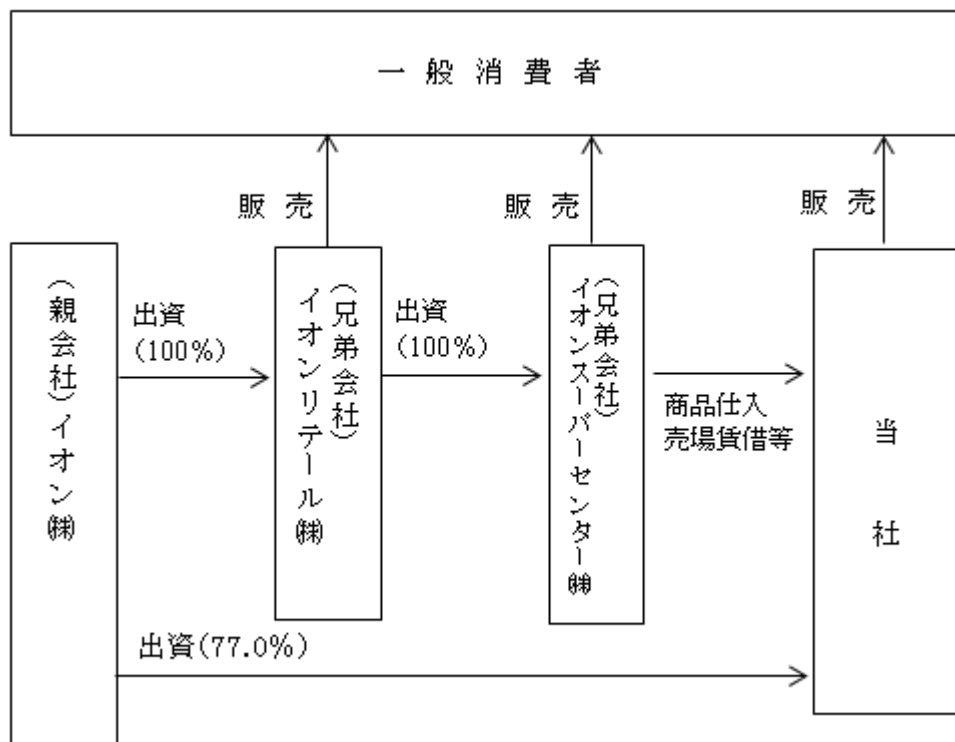 一般消費者
販売
販売
販売
(親会社)イオン㈱
出資
(100%)
(兄弟会社)
イオンリテール㈱
出資
(100%)
(兄弟会社)
イオンスーパーセンター㈱
商品仕入
売場賃借等
当社
出資(77.0%)